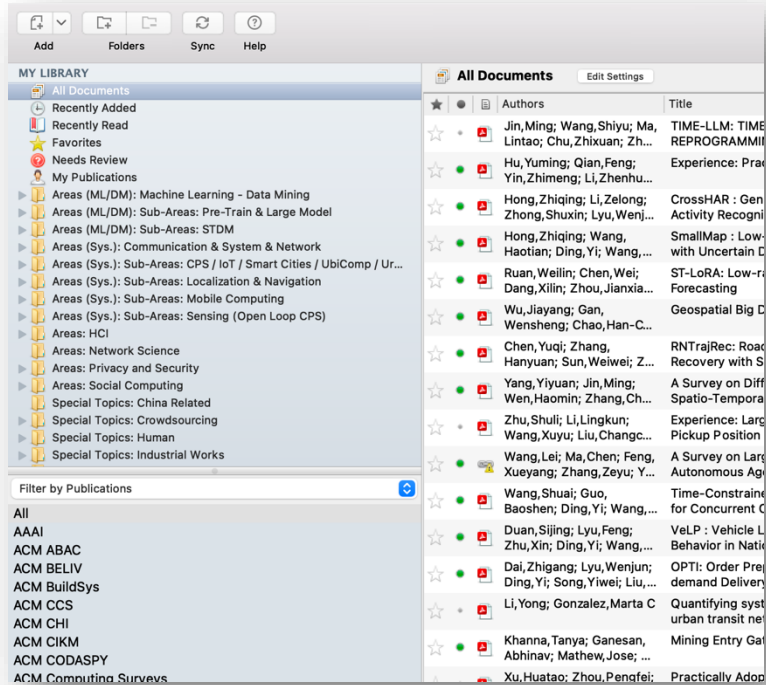 Add
Folders
Sync
Help
MY LIBRARY
All Documents
Recently Added
Recently Read
Favorites
Needs Review
My Publications
Areas (ML/DM): Machine Learning - Data Mining
Areas (ML/DM): Sub-Areas: Pre-Train & Large Model
Areas (ML/DM): Sub-Areas: STDM
Areas (Sys.): Communication & System & Network
Areas (Sys.): Sub-Areas: CPS / IoT / Smart Cities / UbiComp / Ur...
Areas (Sys.): Sub-Areas: Localization & Navigation
Areas (Sys.): Sub-Areas: Mobile Computing
Areas (Sys.): Sub-Areas: Sensing (Open Loop CPS)
Areas: HCI
Areas: Network Science
Areas: Privacy and Security
Areas: Social Computing
Special Topics: China Related
Special Topics: Crowdsourcing
Special Topics: Human
Special Topics: Industrial Works
Filter by Publications
All
AAAI
ACM ABAC
ACM BELIV
ACM BuildSys
ACM CCS
ACM CHI
ACM CIKM
ACM CODASPY
ACM Computing Surveys
All Documents
Edit Settings
Authors
Title
Jin,Ming; Wang,Shiyu; Ma,
Lintao; Chu,Zhixuan; Zh...
TIME-LLM: TIME
REPROGRAMMI
Hu,Yuming; Qian,Feng;
Yin,Zhimeng; Li,Zhenhu...
Experience: Prac
Hong,Zhiqing; Li,Zelong;
Zhong,Shuxin; Lyu,Wenj...
CrossHAR : Gen
Activity Recogni
Hong,Zhiqing; Wang,
Haotian; Ding,Yi; Wang,...
SmallMap : Low-
with Uncertain D
Ruan,Weilin; Chen,Wei;
Dang,Xilin; Zhou,Jianxia...
ST-LoRA: Low-ra
Forecasting
Wu,Jiayang; Gan,
Wensheng; Chao,Han-C...
Geospatial Big D
Chen,Yuqi; Zhang,
Hanyuan; Sun,Weiwei; Z...
RNTrajRec: Road
Recovery with S
Yang,Yiyuan; Jin,Ming;
Wen,Haomin; Zhang,Ch...
A Survey on Diff
Spatio-Tempora
Zhu,Shuli; Li,Lingkun;
Wang,Xuyu; Liu,Changc...
Experience: Larg
Pickup Position
Wang,Lei; Ma,Chen; Feng,
Xueyang; Zhang,Zeyu; Y...
A Survey on Larg
Autonomous Age
Wang,Shuai; Guo,
Baoshen; Ding,Yi; Wang,...
Time-Constraine
for Concurrent
Duan,Sijing; Lyu,Feng;
Zhu,Xin; Ding,Yi; Wang,...
VeLP : Vehicle L
Behavior in Natio
Dai,Zhigang; Lyu,Wenjun;
Ding,Yi; Song,Yiwei; Liu,...
OPTI: Order Prep
demand Delivery
Li,Yong; Gonzalez,Marta C
Quantifying syst
urban transit net
Khanna,Tanya; Ganesan,
Abhinav; Mathew,Jose; ...
Mining Entry Gat
Xu,Huatao; Zhou,Pengfei;
Practically Adop